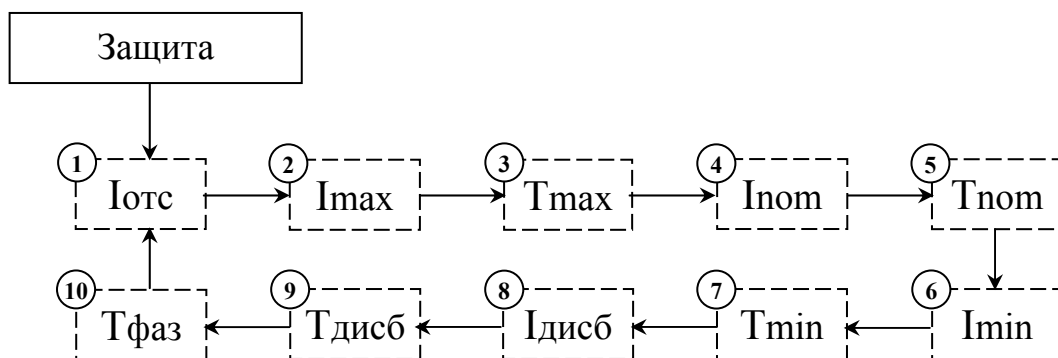 Защита
1 2 3 4 5
Iотс Imax Tmax Inom Tnom
10 9 8 7 6
Tфаз Tдисб Iдисб Tmin Imin